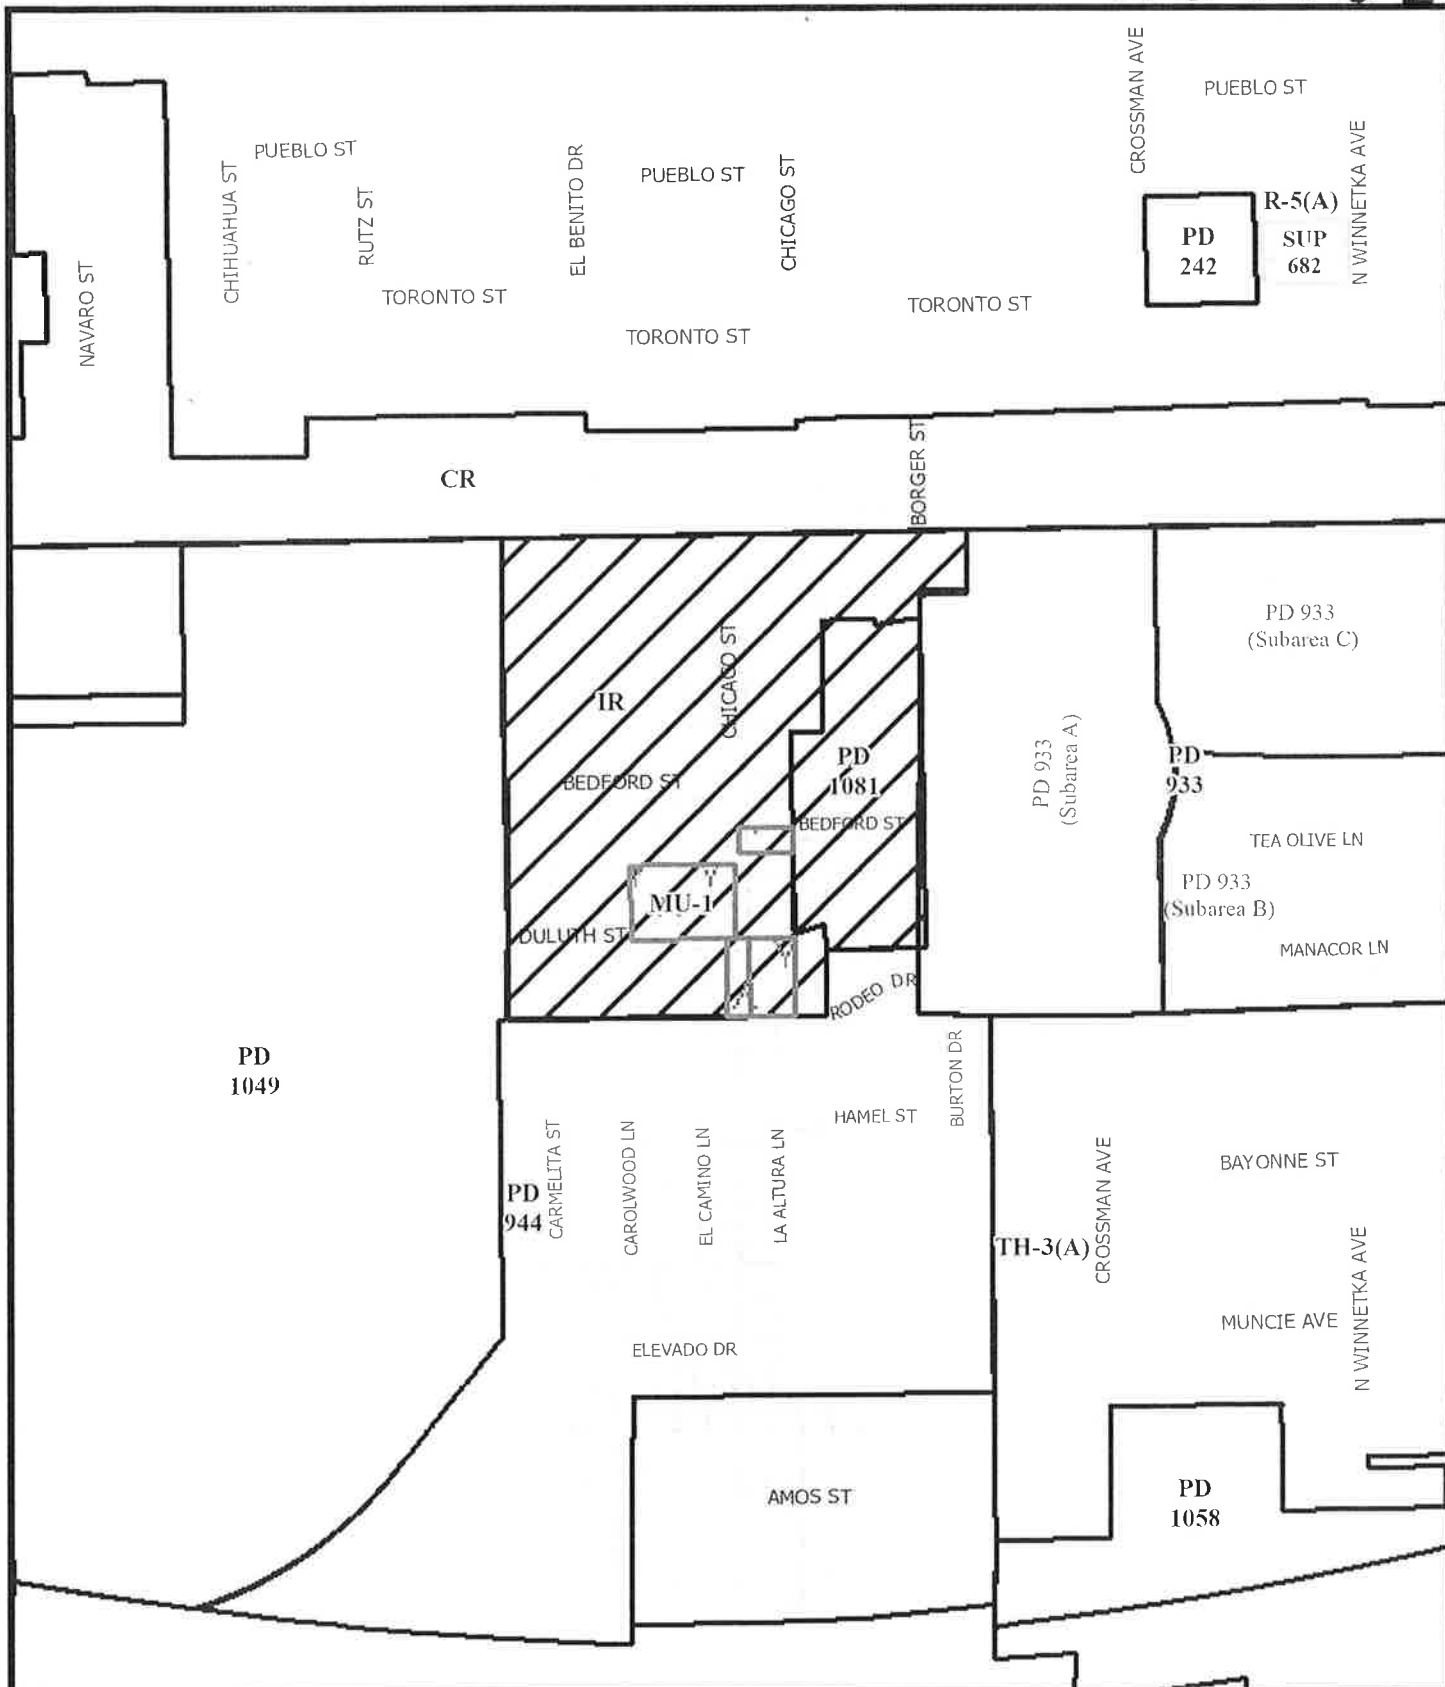 CROSSMAN AVE
PUEBLO ST
N WINNETKA AVE
PUEBLO ST
CHIHUAHUA ST
RUTZ ST
EL BENITO DR
PUEBLO ST
CHICAGO ST
R-5(A)
PD
242
SUP
682
NAVARO ST
TORONTO ST
TORONTO ST
TORONTO ST
CR
BORGER ST
PD 933
(Subarea C)
CHICAGO ST
IR
PD 933
(Subarea A)
PD
933
PD
1081
BEDFORD ST
BEDFORD ST
TEA OLIVE LN
PD 933
(Subarea B)
MU-1
DULUTH ST
MANACOR LN
RODEO DR
PD
1049
BURTON DR
HAMEL ST
CARMELITA ST
CAROLWOOD LN
EL CAMINO LN
LA ALTURA LN
PD
944
CROSSMAN AVE
BAYONNE ST
TH-3(A)
N WINNETKA AVE
MUNCIE AVE
ELEVADO DR
AMOS ST
PD
1058